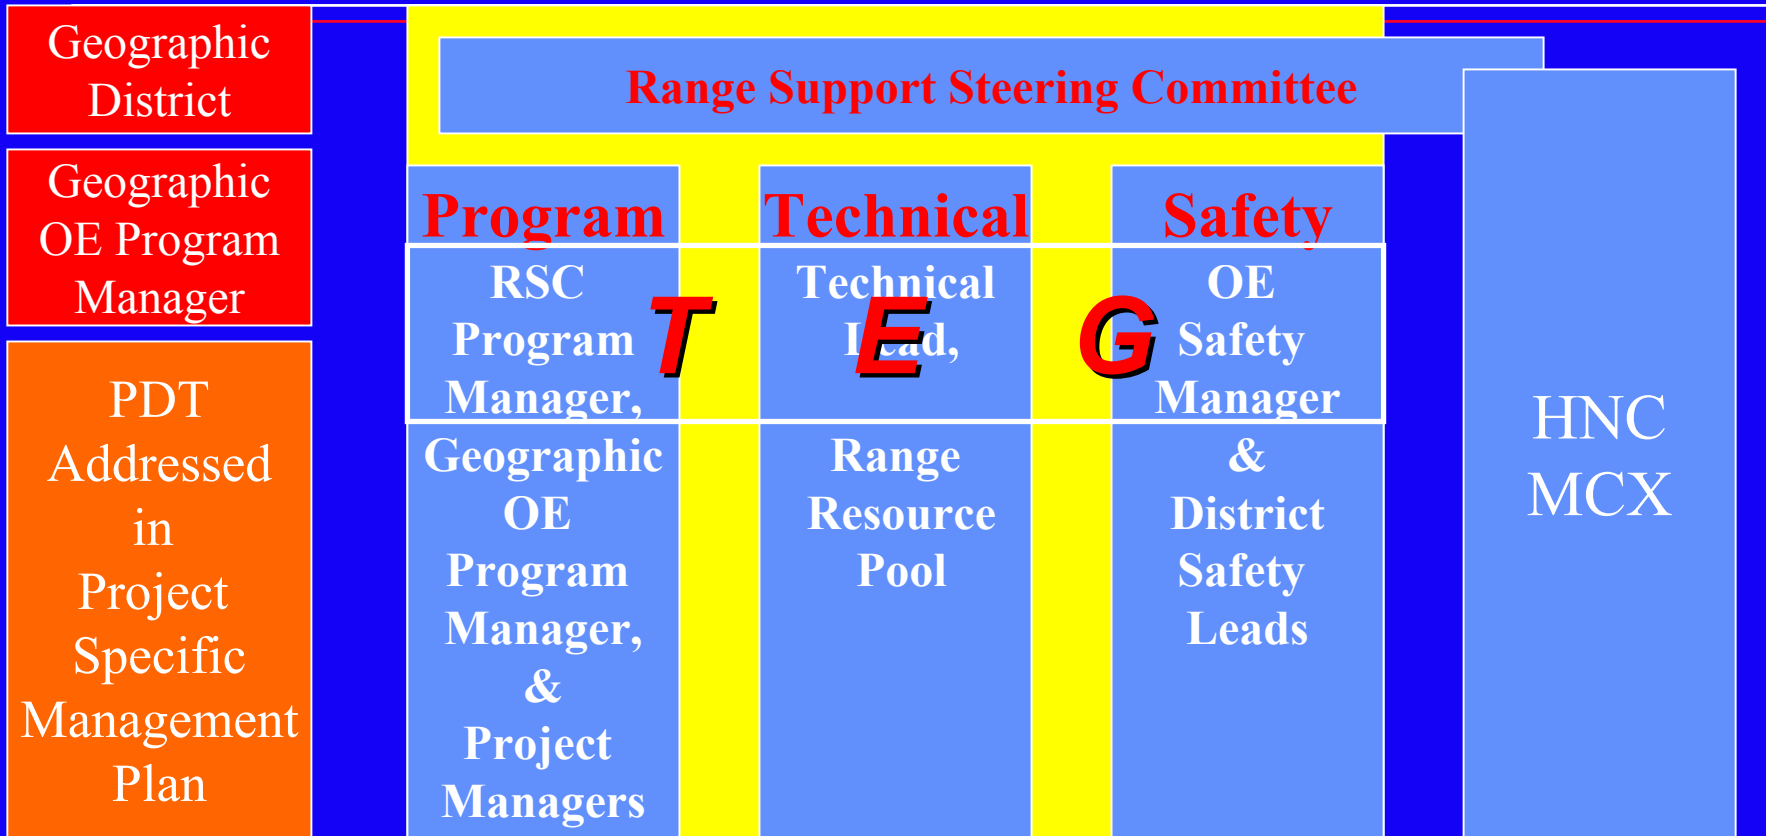 Geographic
District
Geographic
OE Program
Manager
PDT
Addressed
in
Project
Specific
Management
Plan
Range Support Steering Committee
Program
RSC
Program
Manager,
Geographic
OE
Program
Manager,
&
Project
Managers
Technical
Technical
Lead,
Range
Resource
Pool
Safety
OE
Safety
Manager
&
District
Safety
Leads
T E G
HNC
MCX